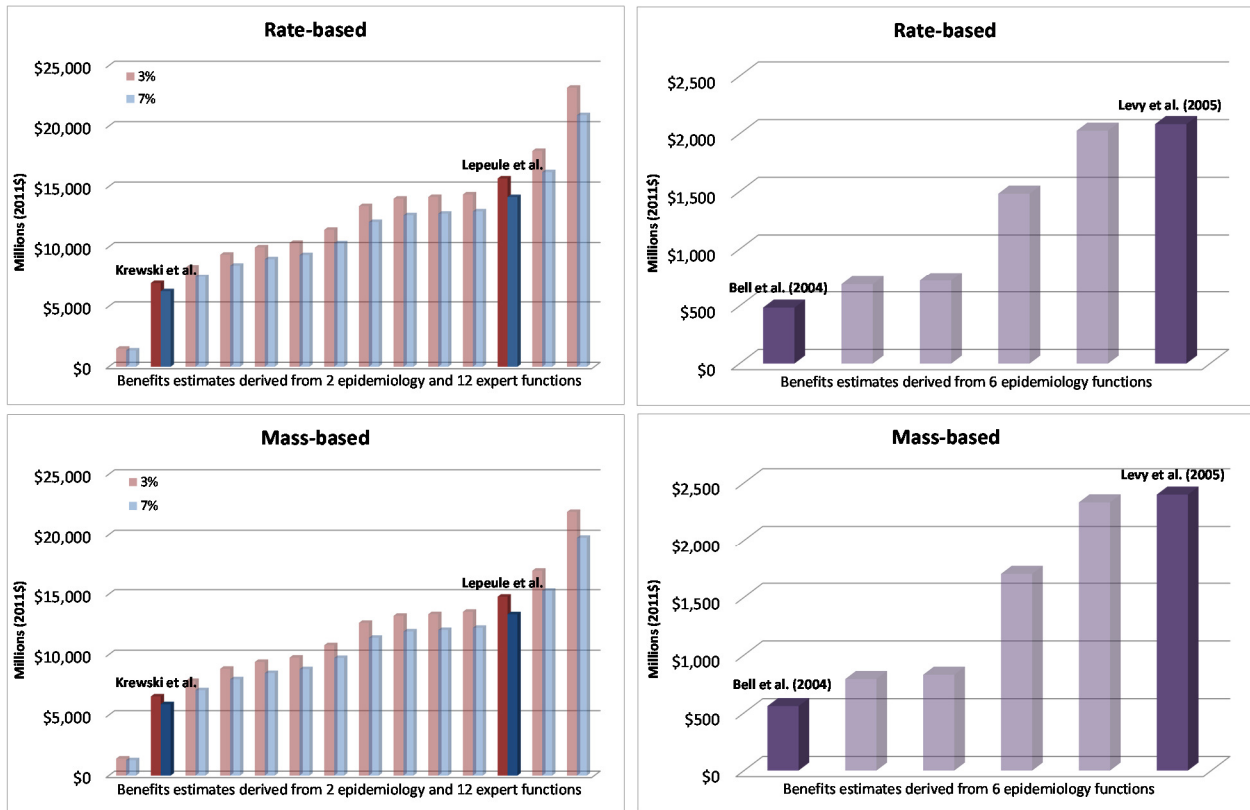 Rate-based
$25,000
$20,000
$15,000
$10,000
$5,000
$0
Millions (2011$)
3%
7%
Krewski et al.
Lepeule et al.
Benefits estimates derived from 2 epidemiology and 12 expert functions
Rate-based
$2,500
$2,000
$1,500
$1,000
$500
$0
Millions (2011$)
Bell et al. (2004)
Levy et al. (2005)
Benefits estimates derived from 6 epidemiology functions
Mass-based
$25,000
$20,000
$15,000
$10,000
$5,000
$0
Millions (2011$)
3%
7%
Krewski et al.
Lepeule et al.
Benefits estimates derived from 2 epidemiology and 12 expert functions
Mass-based
$2,500
$2,000
$1,500
$1,000
$500
$0
Millions (2011$)
Bell et al. (2004)
Levy et al. (2005)
Benefits estimates derived from 6 epidemiology functions